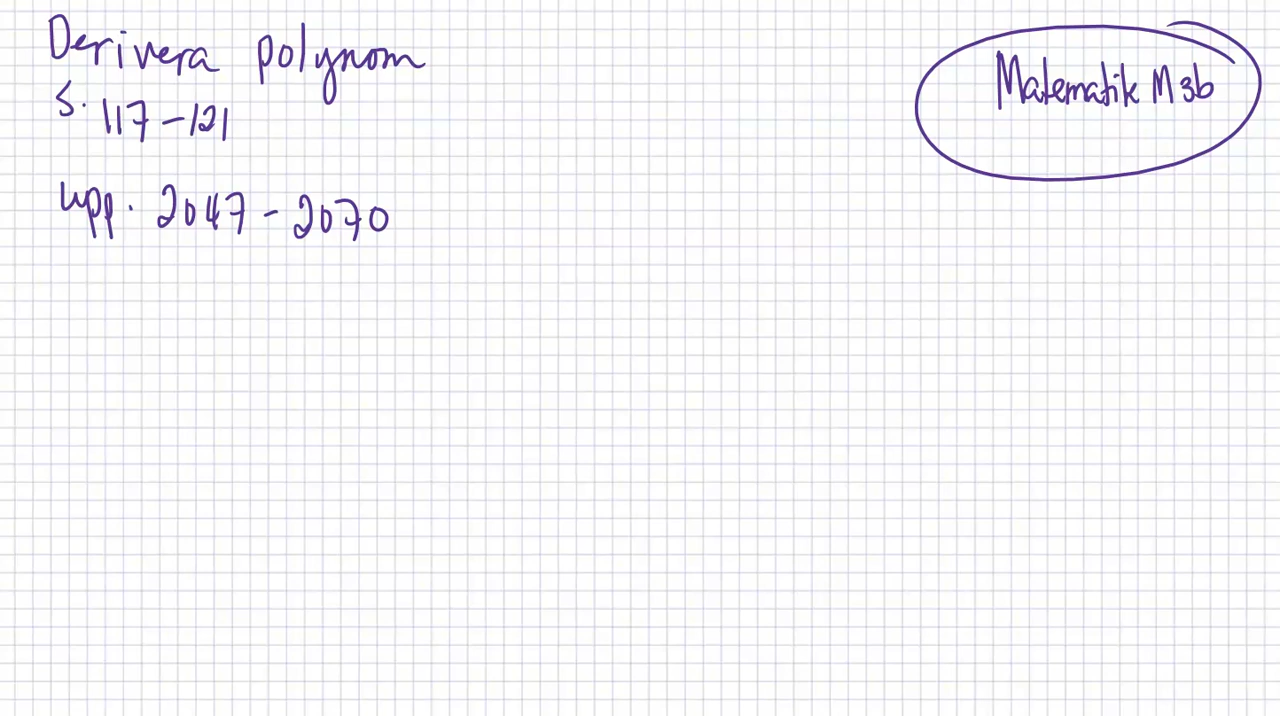 Derivera polynom
s. 117-121
upp. 2047-2070
Matematik M3b